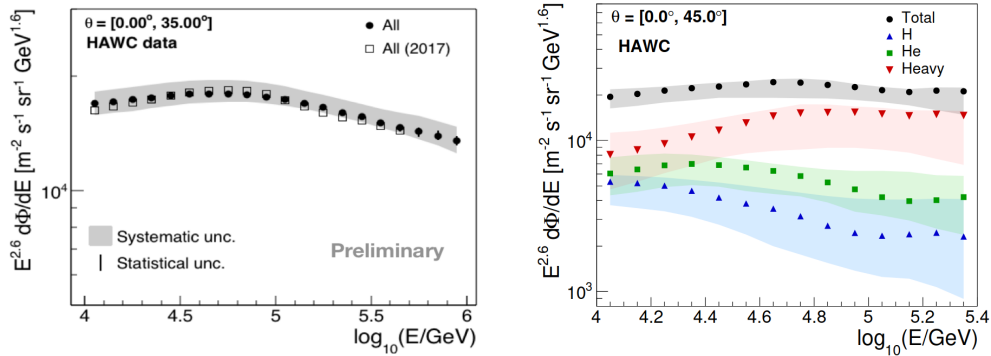 θ = [0.00°, 35.00°]
HAWC data
All
All (2017)
Systematic unc.
Statistical unc.
Preliminary
E^2.6 dΦ/dE [m^-2 s^-1 sr^-1 GeV^1.6]
10^4
4
4.5
5
5.5
6
log10(E/GeV)
θ = [0.0°, 45.0°]
HAWC
Total
H
He
Heavy
E^2.6 dΦ/dE [m^-2 s^-1 sr^-1 GeV^1.6]
10^4
10^3
4
4.2
4.4
4.6
4.8
5
5.2
5.4
log10(E/GeV)